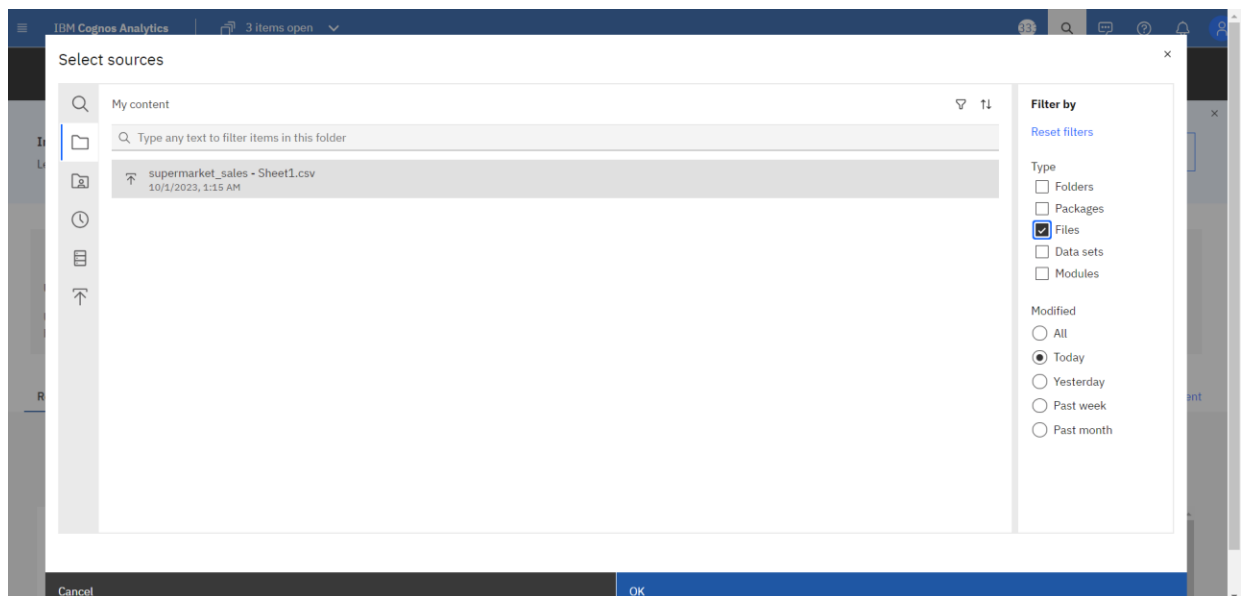 IBM Cognos Analytics
3 items open
Select sources
My content
Type any text to filter items in this folder
supermarket_sales - Sheet1.csv
10/1/2023, 1:15 AM
Filter by
Reset filters
Type
Folders
Packages
Files
Data sets
Modules
Modified
All
Today
Yesterday
Past week
Past month
Cancel
OK